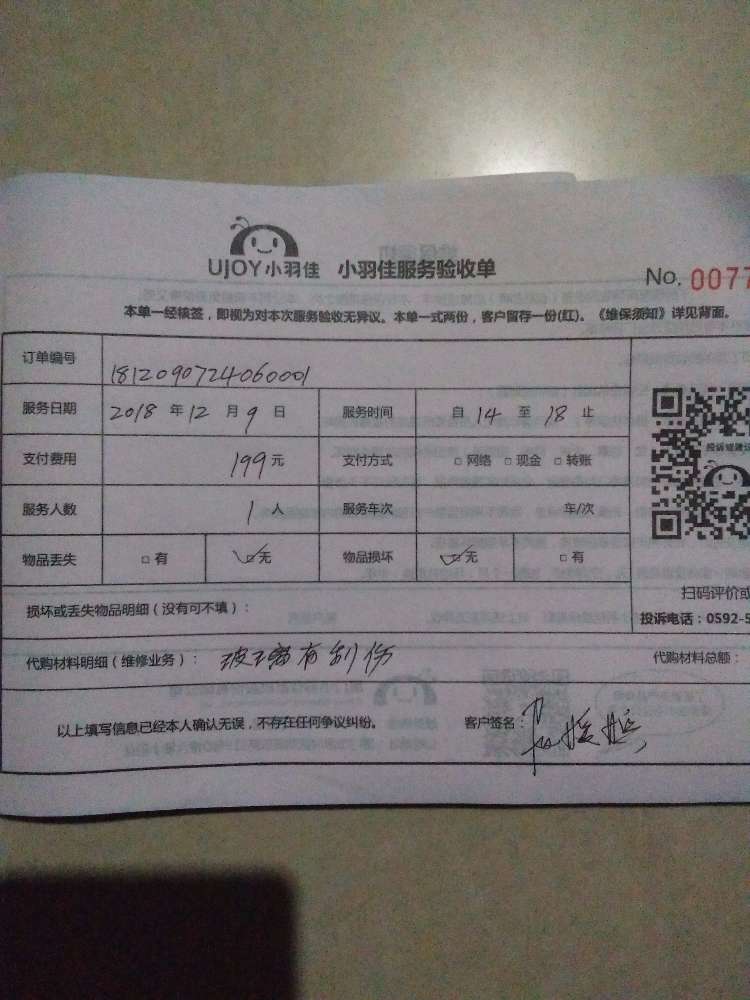 UJOY小羽佳 小羽佳服务验收单
No. 0077
本单一经核签，即视为对本次服务验收无异议。本单一式两份，客户留存一份(红)。《维保须知》详见背面。
订单编号 1812090724060001
服务日期 2018 年 12 月 9 日 服务时间 自 14 至 18 止
投诉或建议
支付费用 199元 支付方式 □ 网络 □ 现金 □ 转账
服务人数 1 人 服务车次 车/次
物品丢失 □ 有 ☑无 物品损坏 ☑无 □ 有
扫码评价或
损坏或丢失物品明细（没有可不填）：
投诉电话：0592-5
代购材料明细（维修业务）： 玻璃有刮伤 代购材料总额：
以上填写信息已经本人确认无误，不存在任何争议纠纷。 客户签名：